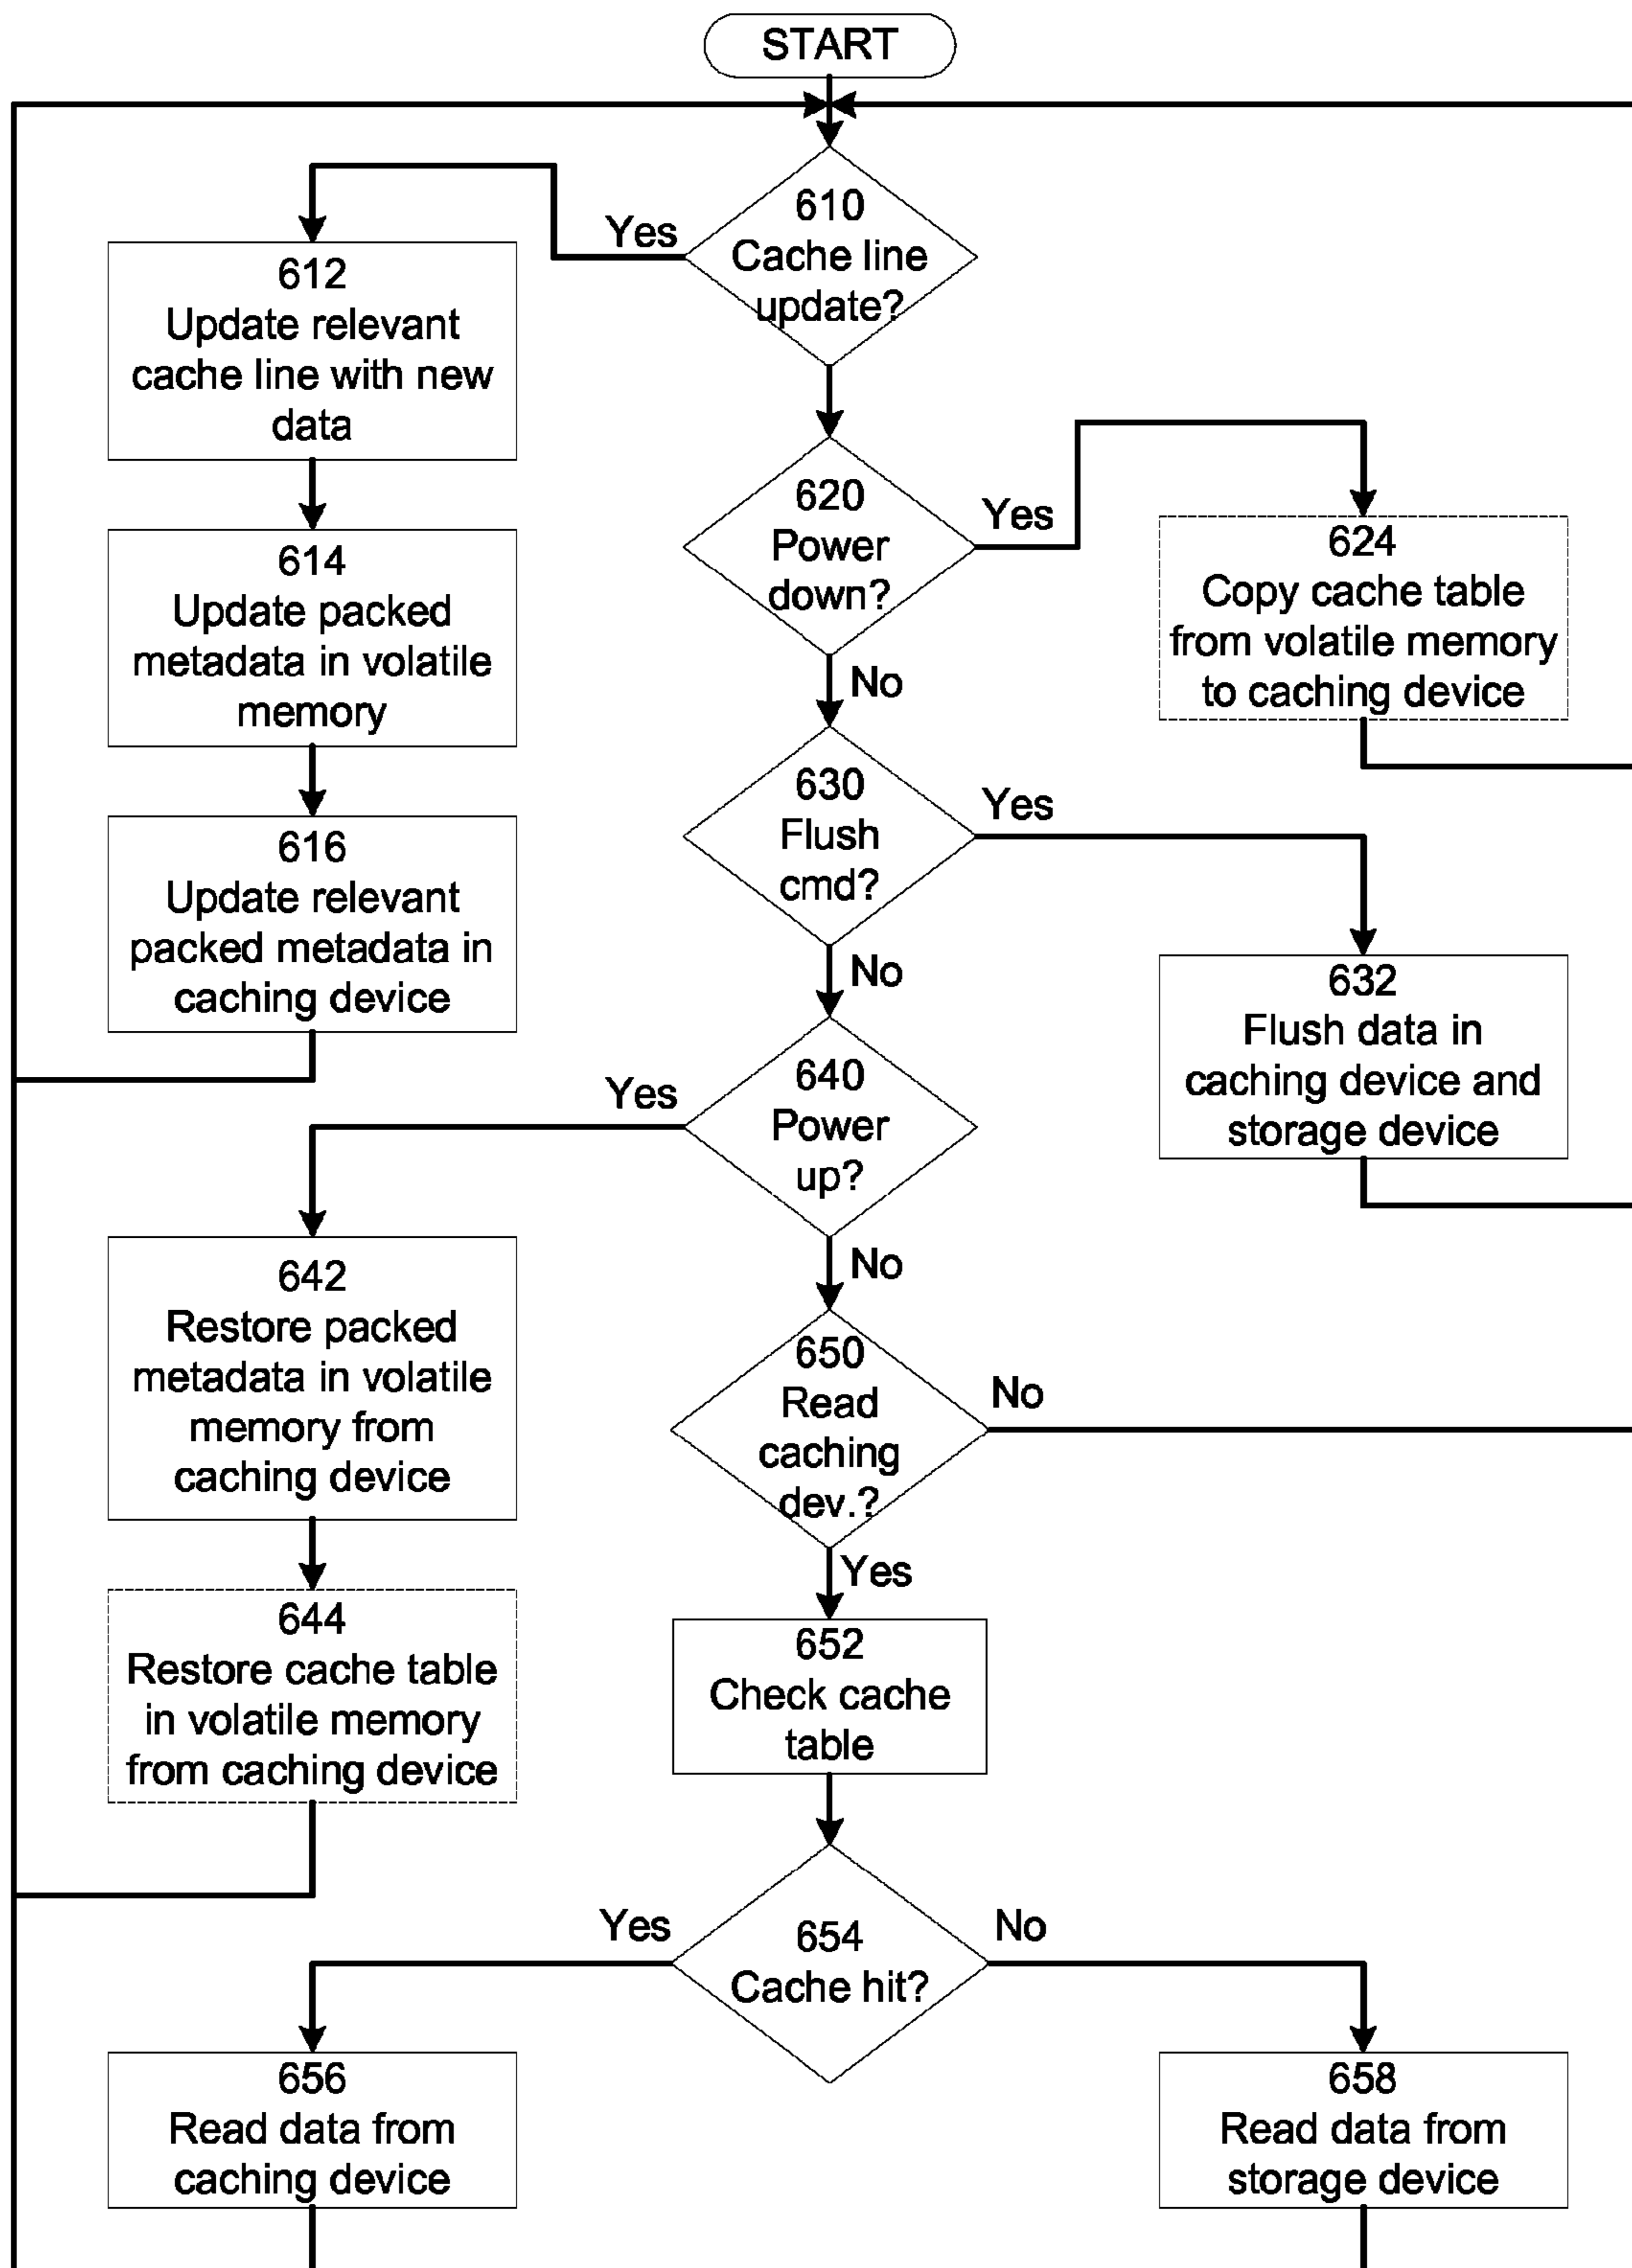 START
610
Cache line
update?
Yes
612
Update relevant
cache line with new
data
614
Update packed
metadata in volatile
memory
616
Update relevant
packed metadata in
caching device
620
Power
down?
Yes
No
624
Copy cache table
from volatile memory
to caching device
630
Flush
cmd?
Yes
No
632
Flush data in
caching device and
storage device
640
Power
up?
Yes
No
642
Restore packed
metadata in volatile
memory from
caching device
644
Restore cache table
in volatile memory
from caching device
650
Read
caching
dev.?
No
Yes
652
Check cache
table
654
Cache hit?
Yes
No
656
Read data from
caching device
658
Read data from
storage device